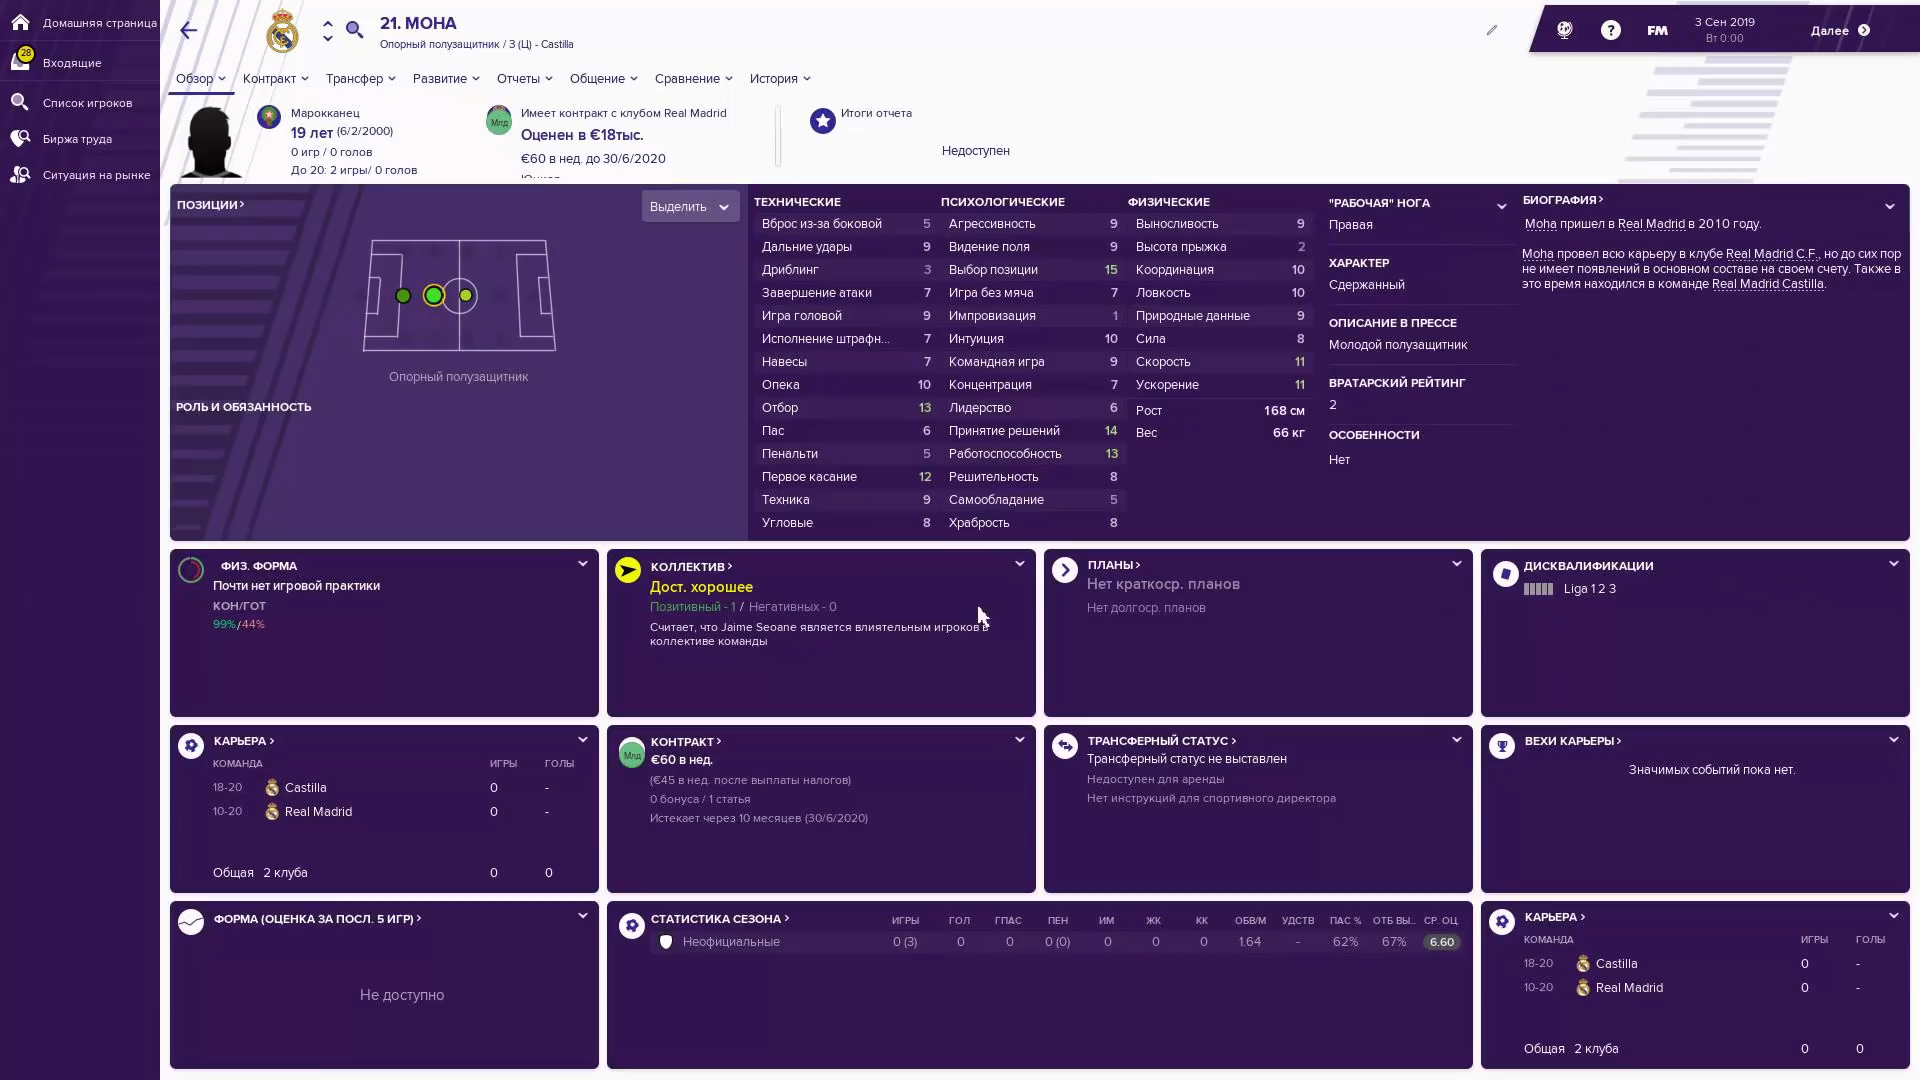 Домашняя страница
28
Входящие
Список игроков
Биржа труда
Ситуация на рынке
21. МОНА
Опорный полузащитник / З (Ц) - Castilla
?
FM
3 Сен 2019
Вт 0:00
Далее
Обзор Контракт Трансфер Развитие Отчеты Общение Сравнение История
Марокканец
19 лет (6/2/2000)
0 игр / 0 голов
До 20: 2 игры/ 0 голов
Млд
Имеет контракт с клубом Real Madrid
Оценен в €18тыс.
€60 в нед. до 30/6/2020
Итоги отчета
Недоступен
ПОЗИЦИИ
Выделить
Опорный полузащитник
РОЛЬ И ОБЯЗАННОСТЬ
ТЕХНИЧЕСКИЕ
Вброс из-за боковой 5
Дальние удары 9
Дриблинг 3
Завершение атаки 7
Игра головой 9
Исполнение штрафн... 7
Навесы 7
Опека 10
Отбор 13
Пас 6
Пенальти 5
Первое касание 12
Техника 9
Угловые 8
ПСИХОЛОГИЧЕСКИЕ
Агрессивность 9
Видение поля 9
Выбор позиции 15
Игра без мяча 7
Импровизация 1
Интуиция 10
Командная игра 9
Концентрация 7
Лидерство 6
Принятие решений 14
Работоспособность 13
Решительность 8
Самообладание 5
Храбрость 8
ФИЗИЧЕСКИЕ
Выносливость 9
Высота прыжка 2
Координация 10
Ловкость 10
Природные данные 9
Сила 8
Скорость 11
Ускорение 11
Рост 168 см
Вес 66 кг
"РАБОЧАЯ" НОГА
Правая
ХАРАКТЕР
Сдержанный
ОПИСАНИЕ В ПРЕССЕ
Молодой полузащитник
ВРАТАРСКИЙ РЕЙТИНГ
2
ОСОБЕННОСТИ
Нет
БИОГРАФИЯ
Moha пришел в Real Madrid в 2010 году.
Moha провел всю карьеру в клубе Real Madrid C.F., но до сих пор
не имеет появлений в основном составе на своем счету. Также в
это время находился в команде Real Madrid Castilla.
ФИЗ. ФОРМА
Почти нет игровой практики
КОН/ГОТ
99%/44%
КОЛЛЕКТИВ
Дост. хорошее
Позитивный - 1 / Негативных - 0
Считает, что Jaime Seoane является влиятельным игроков в
коллективе команды
ПЛАНЫ
Нет краткоср. планов
Нет долгоср. планов
ДИСКВАЛИФИКАЦИИ
Liga 1 2 3
КАРЬЕРА
КОМАНДА ИГРЫ ГОЛЫ
18-20 Castilla 0 -
10-20 Real Madrid 0 -
Общая 2 клуба 0 0
Млд
КОНТРАКТ
€60 в нед.
(€45 в нед. после выплаты налогов)
0 бонуса / 1 статья
Истекает через 10 месяцев (30/6/2020)
ТРАНСФЕРНЫЙ СТАТУС
Трансферный статус не выставлен
Недоступен для аренды
Нет инструкций для спортивного директора
ВЕХИ КАРЬЕРЫ
Значимых событий пока нет.
ФОРМА (ОЦЕНКА ЗА ПОСЛ. 5 ИГР)
Не доступно
СТАТИСТИКА СЕЗОНА ИГРЫ ГОЛ ГПАС ПЕН ИМ ЖК КК ОБВ/М УДСТВ ПАС % ОТБ ВЫ... СР. ОЦ.
Неофициальные 0 (3) 0 0 0 (0) 0 0 0 1.64 - 62% 67% 6.60
КАРЬЕРА
КОМАНДА ИГРЫ ГОЛЫ
18-20 Castilla 0 -
10-20 Real Madrid 0 -
Общая 2 клуба 0 0